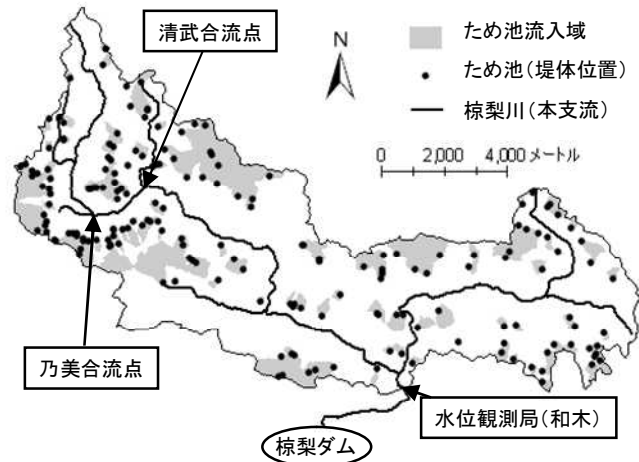 清武合流点
N
ため池流入域
ため池(堤体位置)
椋梨川(本支流)
0 2,000 4,000 メートル
乃美合流点
水位観測局(和木)
椋梨ダム